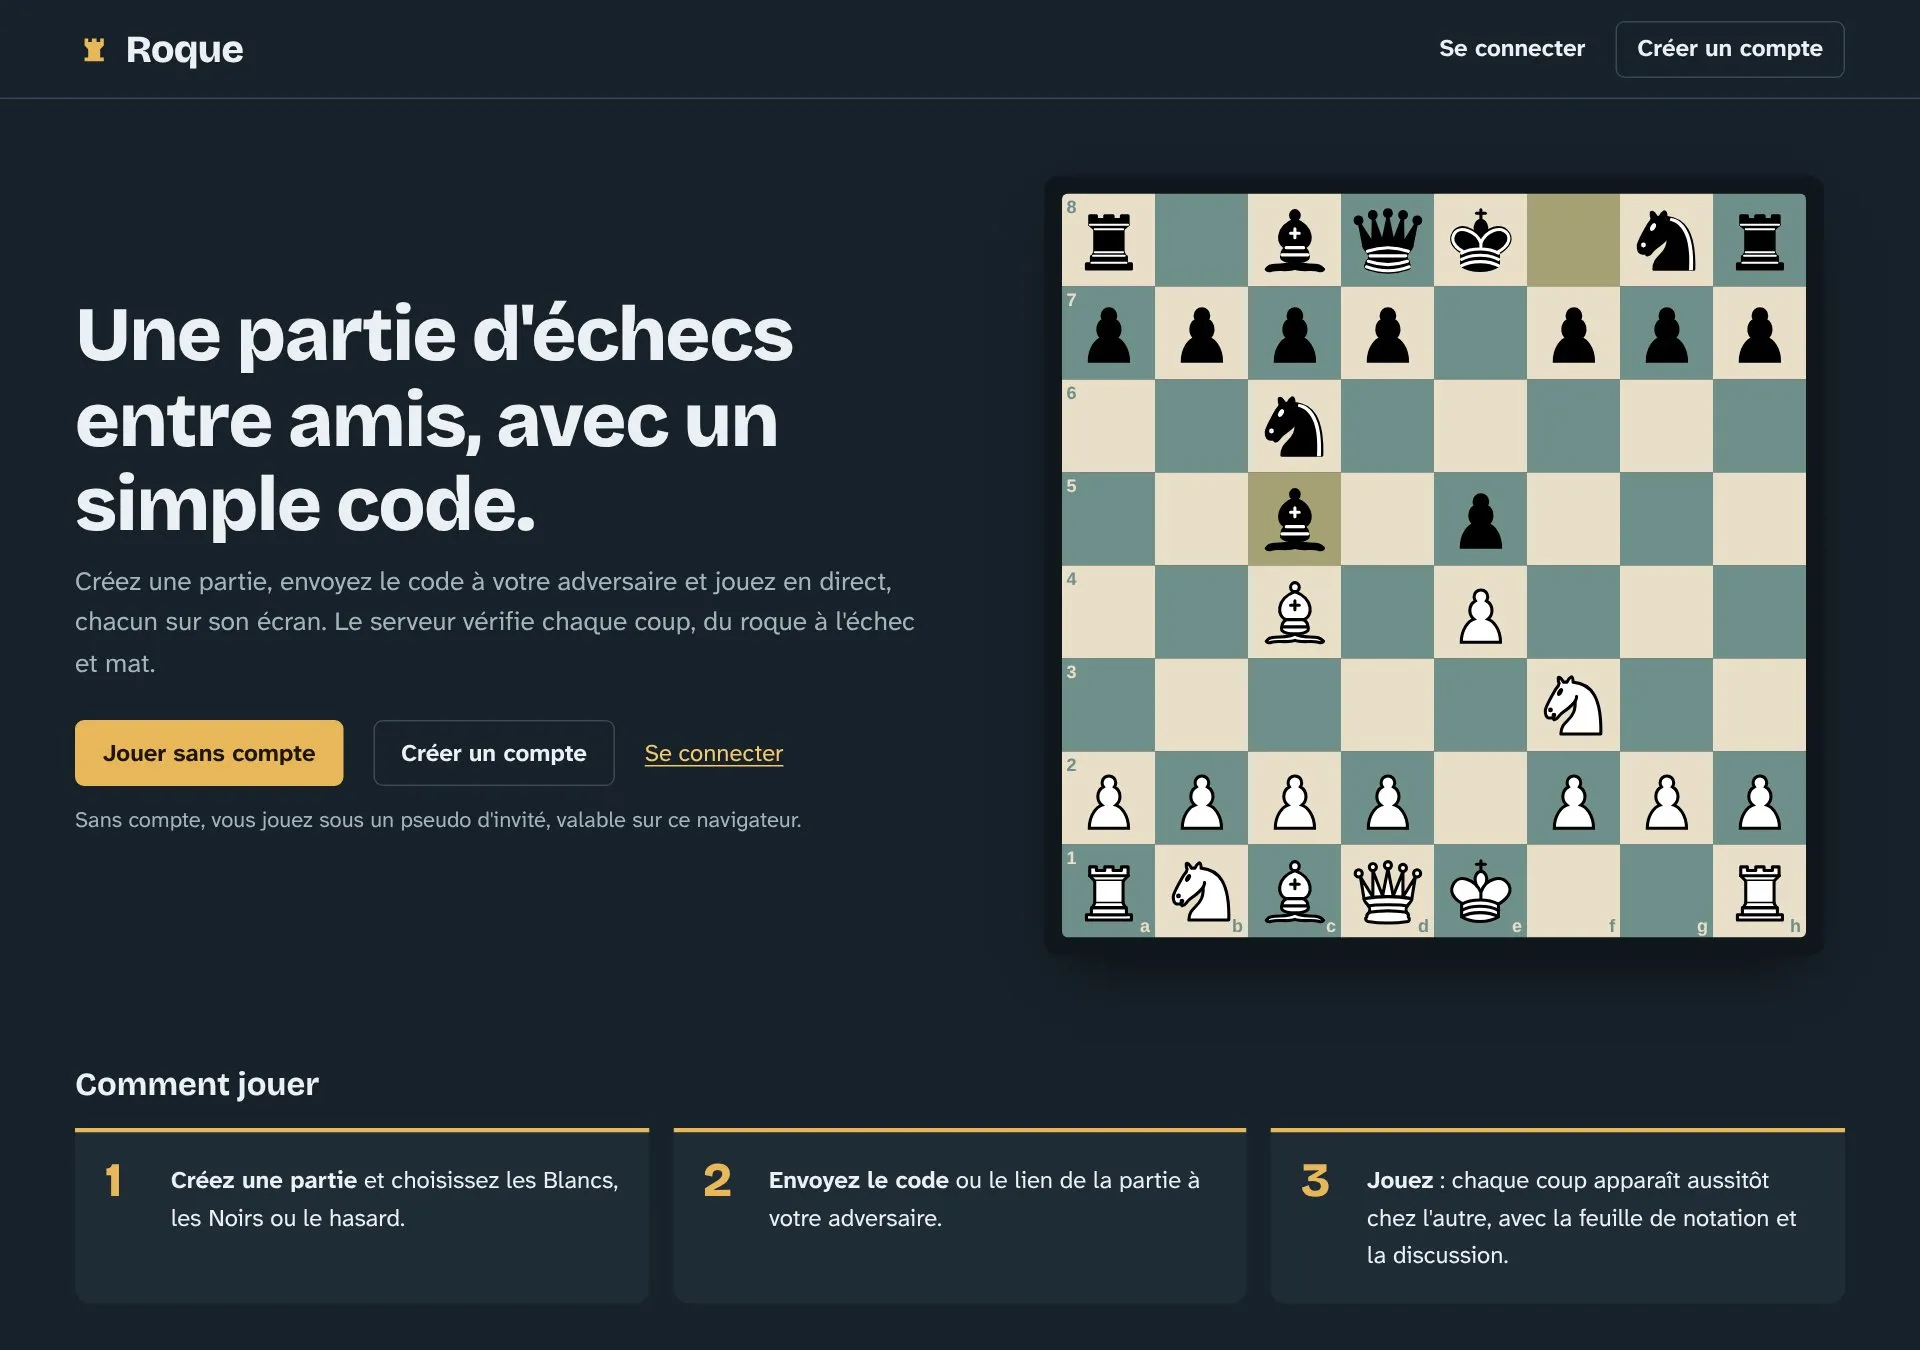 Roque
Se connecter
Créer un compte
Une partie d'échecs
entre amis, avec un
simple code.
Créez une partie, envoyez le code à votre adversaire et jouez en direct,
chacun sur son écran. Le serveur vérifie chaque coup, du roque à l'échec
et mat.
Jouer sans compte
Créer un compte
Se connecter
Sans compte, vous jouez sous un pseudo d'invité, valable sur ce navigateur.
8
7
6
5
4
3
2
1
a b c d e f g h
Comment jouer
1
Créez une partie et choisissez les Blancs,
les Noirs ou le hasard.
2
Envoyez le code ou le lien de la partie à
votre adversaire.
3
Jouez : chaque coup apparaît aussitôt
chez l'autre, avec la feuille de notation et
la discussion.